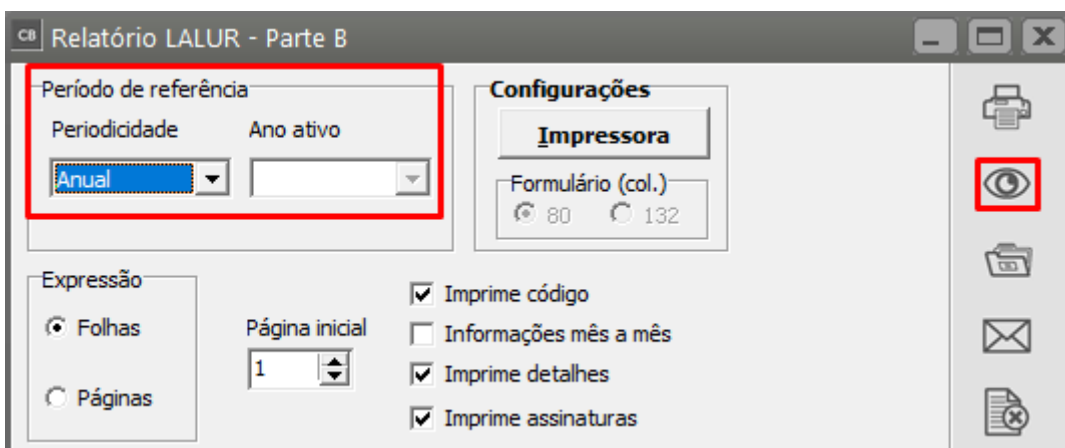 CB Relatório LALUR - Parte B
Período de referência
Periodicidade Ano ativo
Anual
Configurações
Impressora
Formulário (col.)
80 132
Expressão
Folhas
Páginas
Página inicial
1
Imprime código
Informações mês a mês
Imprime detalhes
Imprime assinaturas